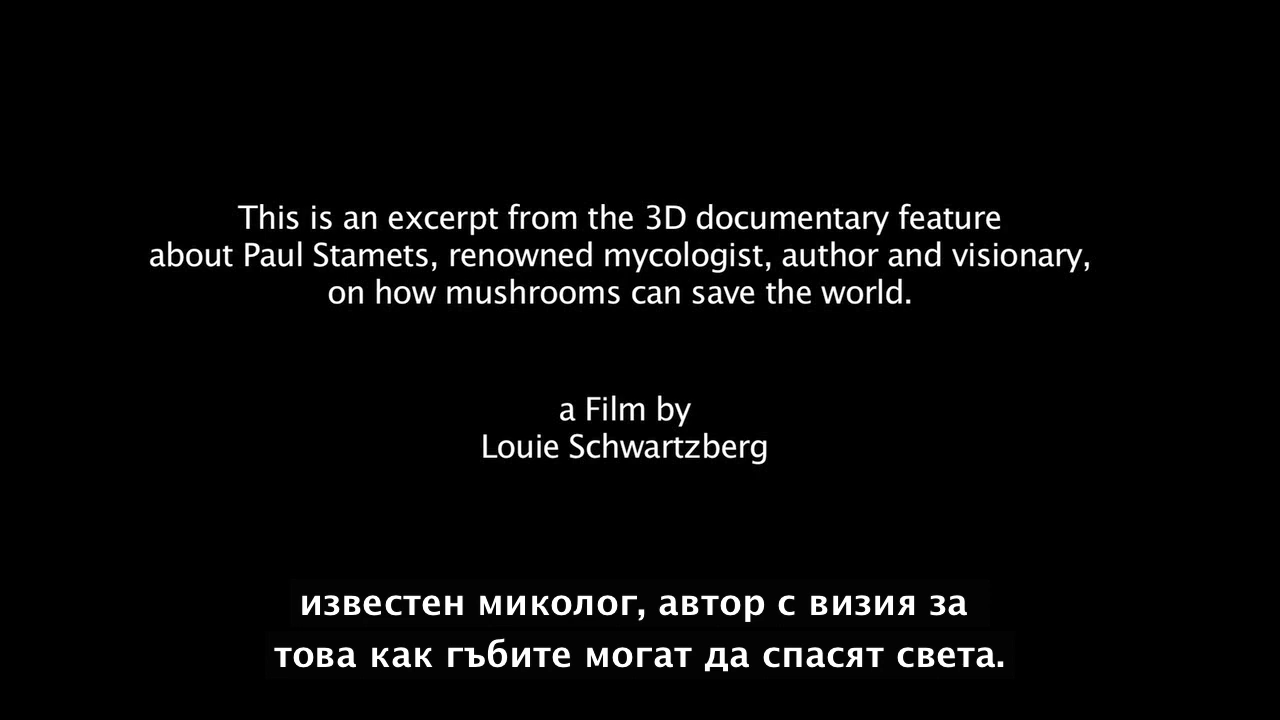 This is an excerpt from the 3D documentary feature
about Paul Stamets, renowned mycologist, author and visionary,
on how mushrooms can save the world.
a Film by
Louie Schwartzberg
известен миколог, автор с визия за
това как гъбите могат да спасят света.